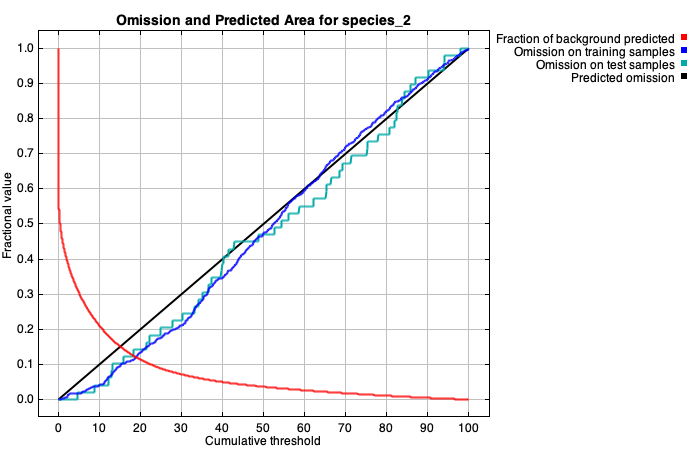 Omission and Predicted Area for species_2
Fraction of background predicted
Omission on training samples
Omission on test samples
Predicted omission
Fractional value
1.0
0.9
0.8
0.7
0.6
0.5
0.4
0.3
0.2
0.1
0.0
0 10 20 30 40 50 60 70 80 90 100
Cumulative threshold